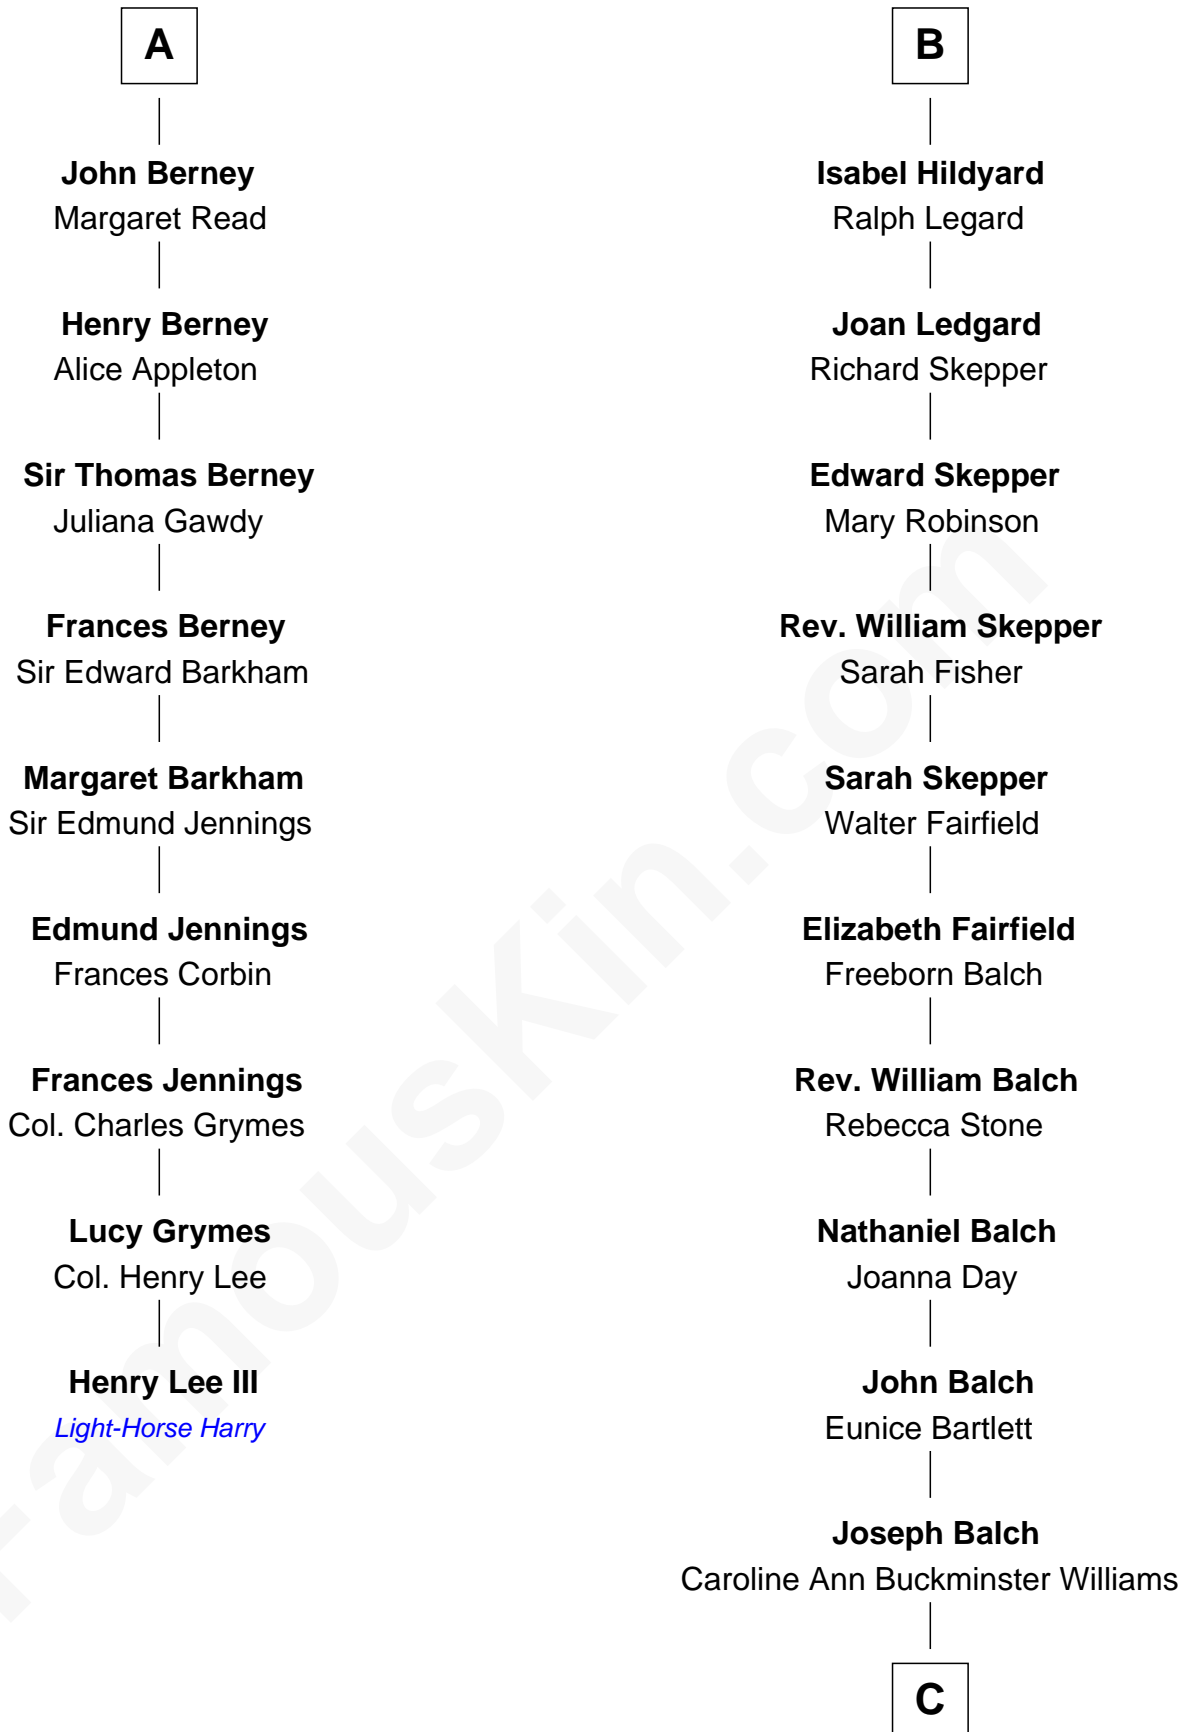 A
John Berney
Margaret Read
Henry Berney
Alice Appleton
Sir Thomas Berney
Juliana Gawdy
Frances Berney
Sir Edward Barkham
Margaret Barkham
Sir Edmund Jennings
Edmund Jennings
Frances Corbin
Frances Jennings
Col. Charles Grymes
Lucy Grymes
Col. Henry Lee
Henry Lee III
Light-Horse Harry
B
Isabel Hildyard
Ralph Legard
Joan Ledgard
Richard Skepper
Edward Skepper
Mary Robinson
Rev. William Skepper
Sarah Fisher
Sarah Skepper
Walter Fairfield
Elizabeth Fairfield
Freeborn Balch
Rev. William Balch
Rebecca Stone
Nathaniel Balch
Joanna Day
John Balch
Eunice Bartlett
Joseph Balch
Caroline Ann Buckminster Williams
C
FamousKin.com